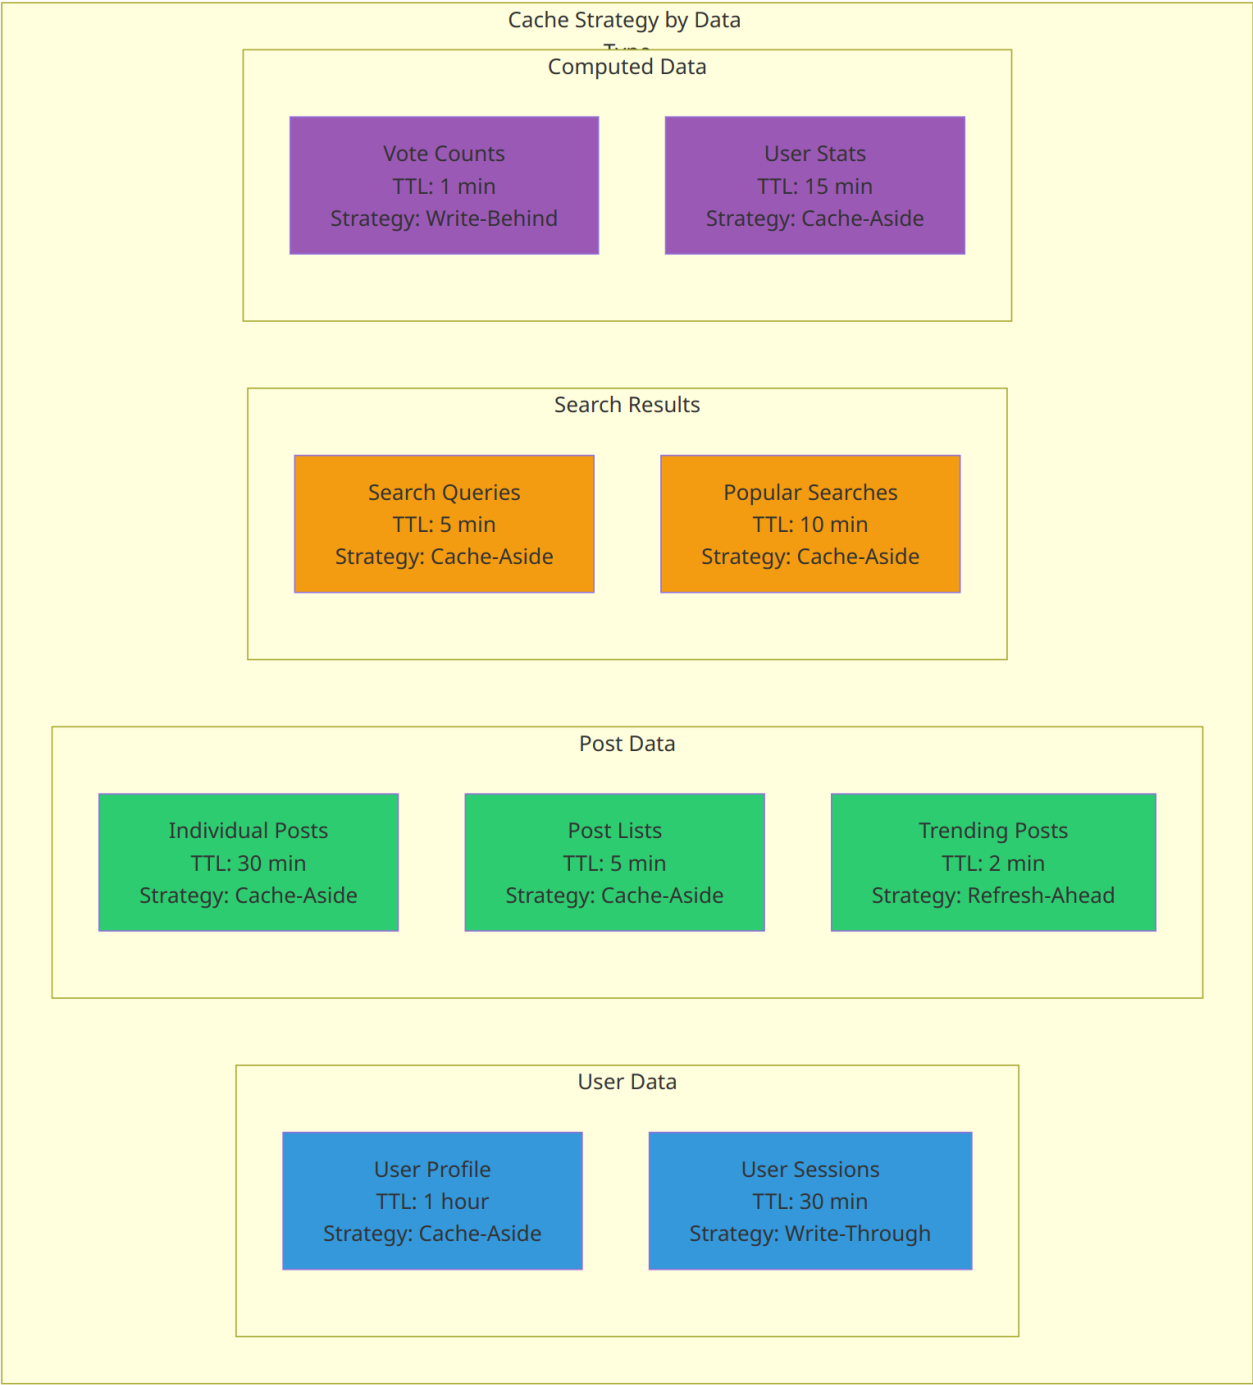 Cache Strategy by Data
Type
Computed Data
Vote Counts
TTL: 1 min
Strategy: Write-Behind
User Stats
TTL: 15 min
Strategy: Cache-Aside
Search Results
Search Queries
TTL: 5 min
Strategy: Cache-Aside
Popular Searches
TTL: 10 min
Strategy: Cache-Aside
Post Data
Individual Posts
TTL: 30 min
Strategy: Cache-Aside
Post Lists
TTL: 5 min
Strategy: Cache-Aside
Trending Posts
TTL: 2 min
Strategy: Refresh-Ahead
User Data
User Profile
TTL: 1 hour
Strategy: Cache-Aside
User Sessions
TTL: 30 min
Strategy: Write-Through